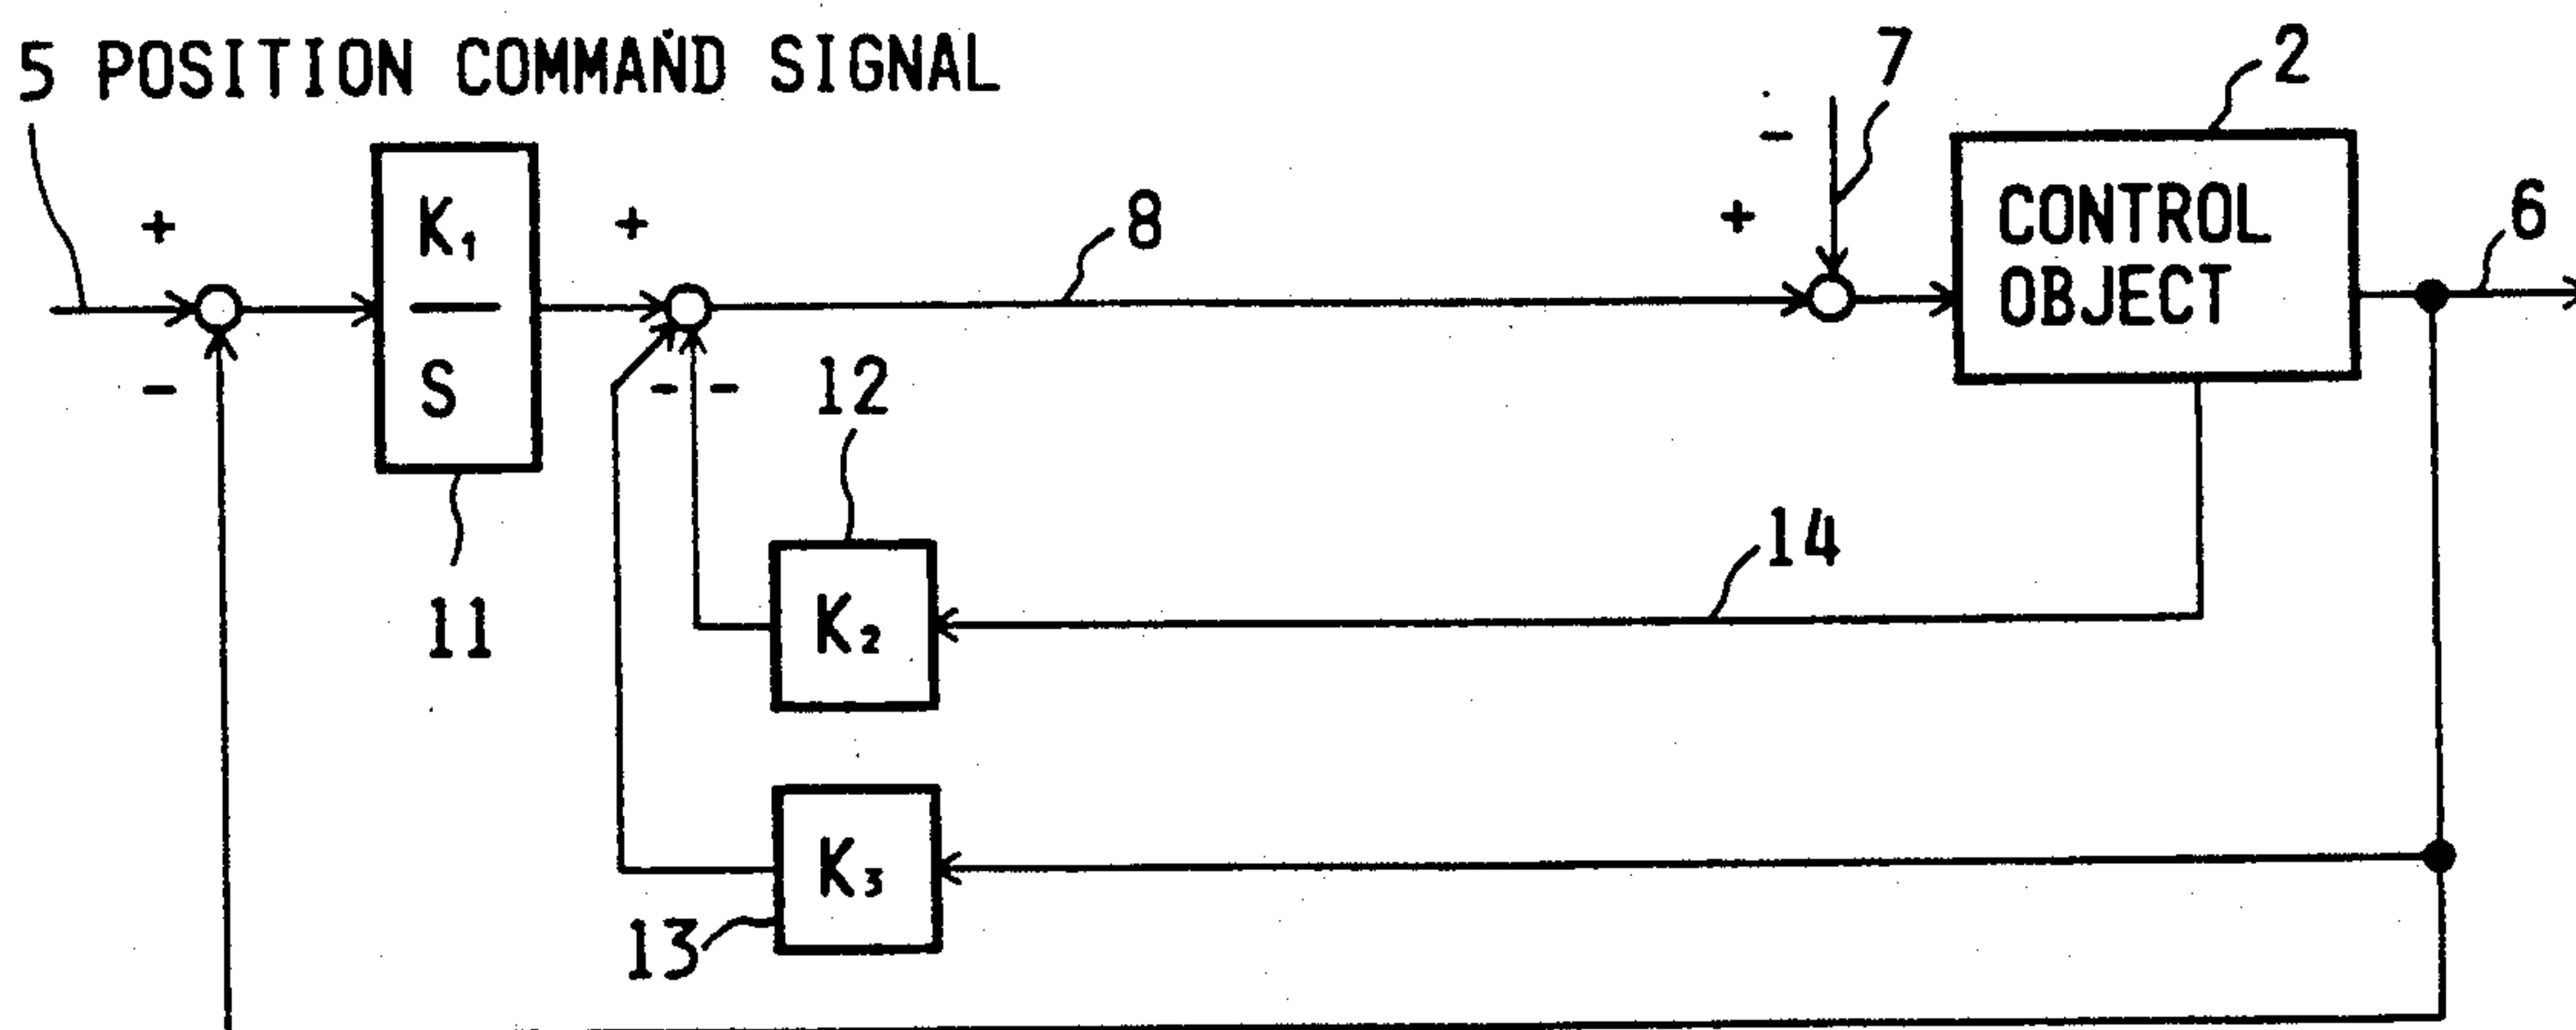 5 POSITION COMMAND SIGNAL
7
2
-
+
K₁
S
+
8
+
CONTROL
OBJECT
6
-
- -
12
11
K₂
14
K₃
13